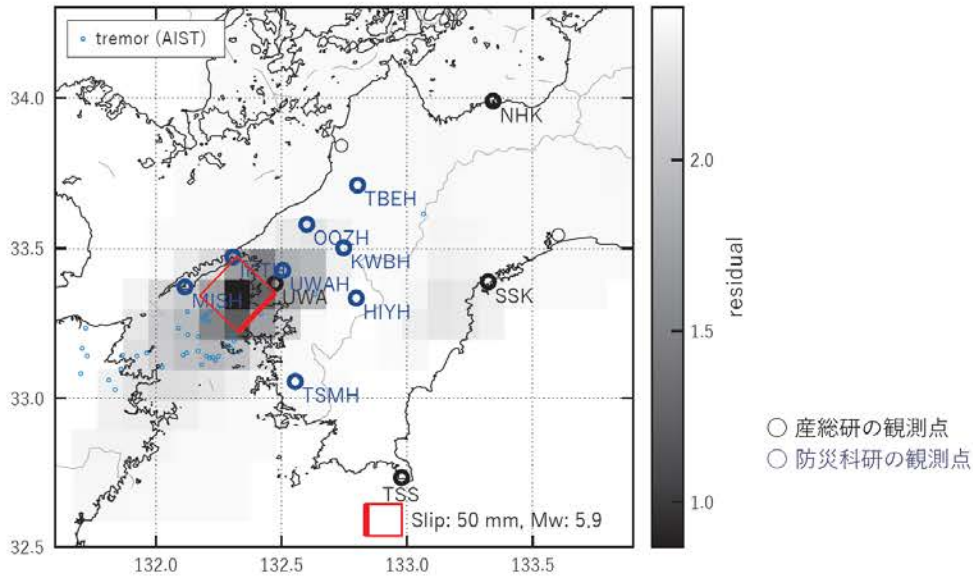 tremor (AIST)
34.0
33.5
33.0
32.5
132.0
132.5
133.0
133.5
NHK
TBEH
OOZH
KWBH
UWAH
UWA
MISH
HIYH
SSK
TSMH
TSS
Slip: 50 mm, Mw: 5.9
2.0
1.5
1.0
residual
産総研の観測点
防災科研の観測点